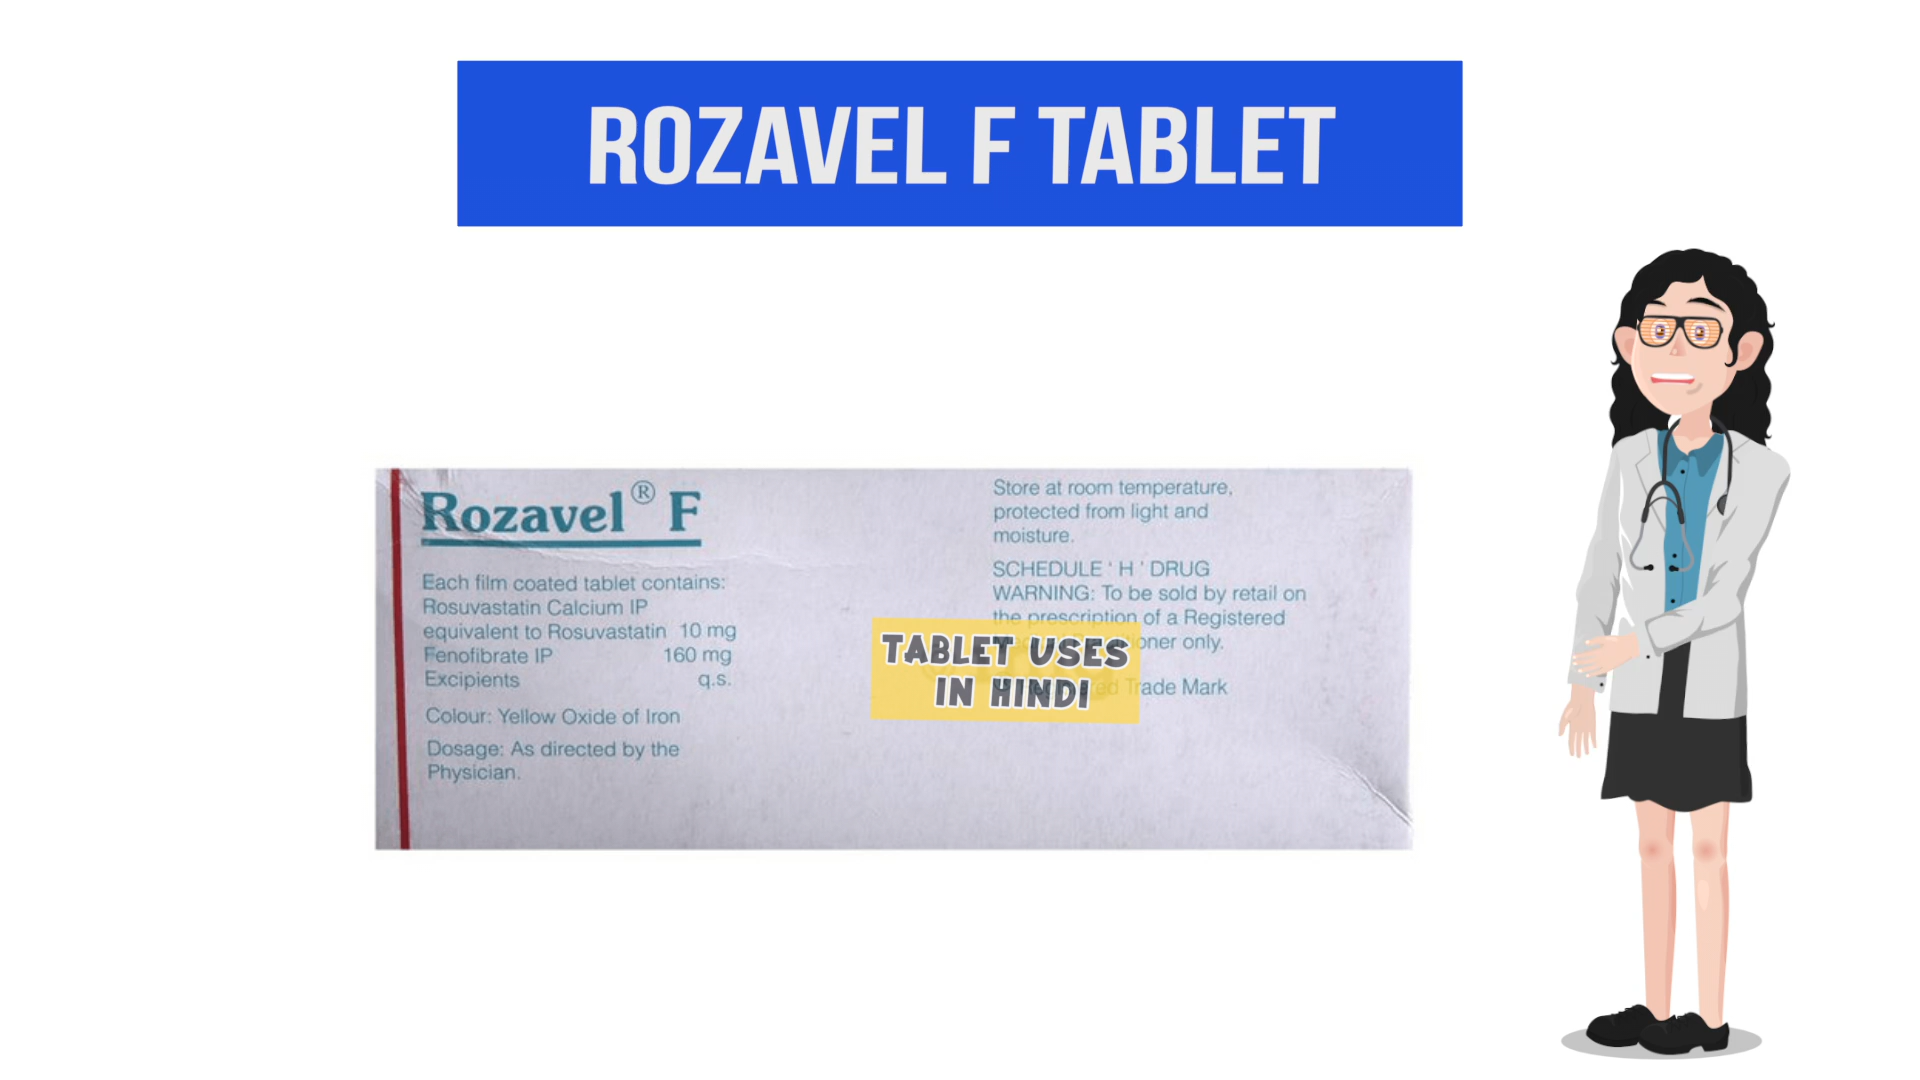 ROZAVEL F TABLET
Rozavel® F
Each film coated tablet contains:
Rosuvastatin Calcium IP
equivalent to Rosuvastatin 10 mg
Fenofibrate IP 160 mg
Excipients q.s.
Colour: Yellow Oxide of Iron
Dosage: As directed by the
Physician.
Store at room temperature,
protected from light and
moisture.
SCHEDULE ' H ' DRUG
WARNING: To be sold by retail on
the prescription of a Registered
only.
Trade Mark
TABLET USES
IN HINDI